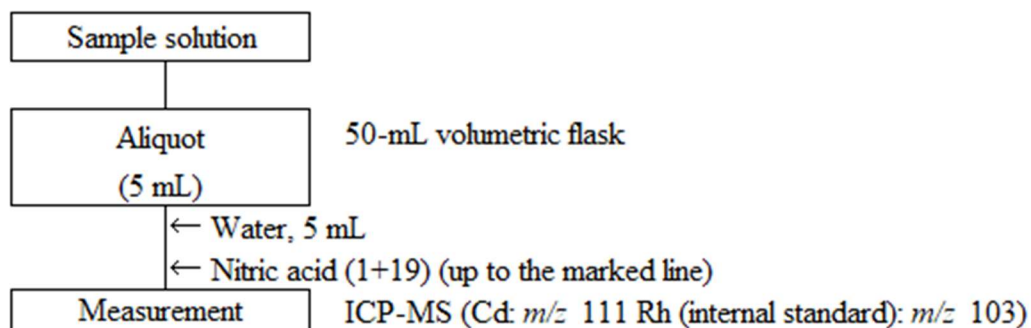 Sample solution
Aliquot
(5 mL)
50-mL volumetric flask
← Water, 5 mL
← Nitric acid (1+19) (up to the marked line)
Measurement
ICP-MS (Cd: m/z 111 Rh (internal standard): m/z 103)